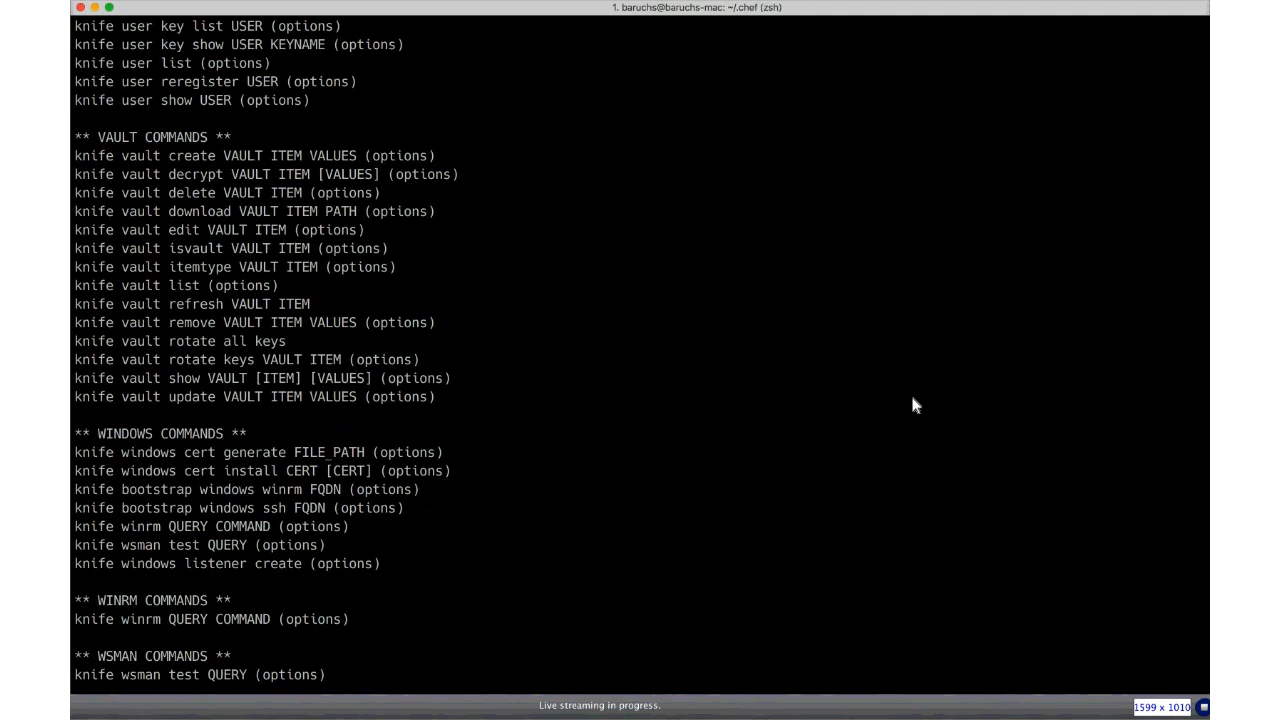 1. baruchs@baruchs-mac: ~/.chef (zsh)
knife user key list USER (options)
knife user key show USER KEYNAME (options)
knife user list (options)
knife user reregister USER (options)
knife user show USER (options)
** VAULT COMMANDS **
knife vault create VAULT ITEM VALUES (options)
knife vault decrypt VAULT ITEM [VALUES] (options)
knife vault delete VAULT ITEM (options)
knife vault download VAULT ITEM PATH (options)
knife vault edit VAULT ITEM (options)
knife vault isvault VAULT ITEM (options)
knife vault itemtype VAULT ITEM (options)
knife vault list (options)
knife vault refresh VAULT ITEM
knife vault remove VAULT ITEM VALUES (options)
knife vault rotate all keys
knife vault rotate keys VAULT ITEM (options)
knife vault show VAULT [ITEM] [VALUES] (options)
knife vault update VAULT ITEM VALUES (options)
** WINDOWS COMMANDS **
knife windows cert generate FILE_PATH (options)
knife windows cert install CERT [CERT] (options)
knife bootstrap windows winrm FQDN (options)
knife bootstrap windows ssh FQDN (options)
knife winrm QUERY COMMAND (options)
knife wsman test QUERY (options)
knife windows listener create (options)
** WINRM COMMANDS **
knife winrm QUERY COMMAND (options)
** WSMAN COMMANDS **
knife wsman test QUERY (options)
Live streaming in progress.
1599 x 1010